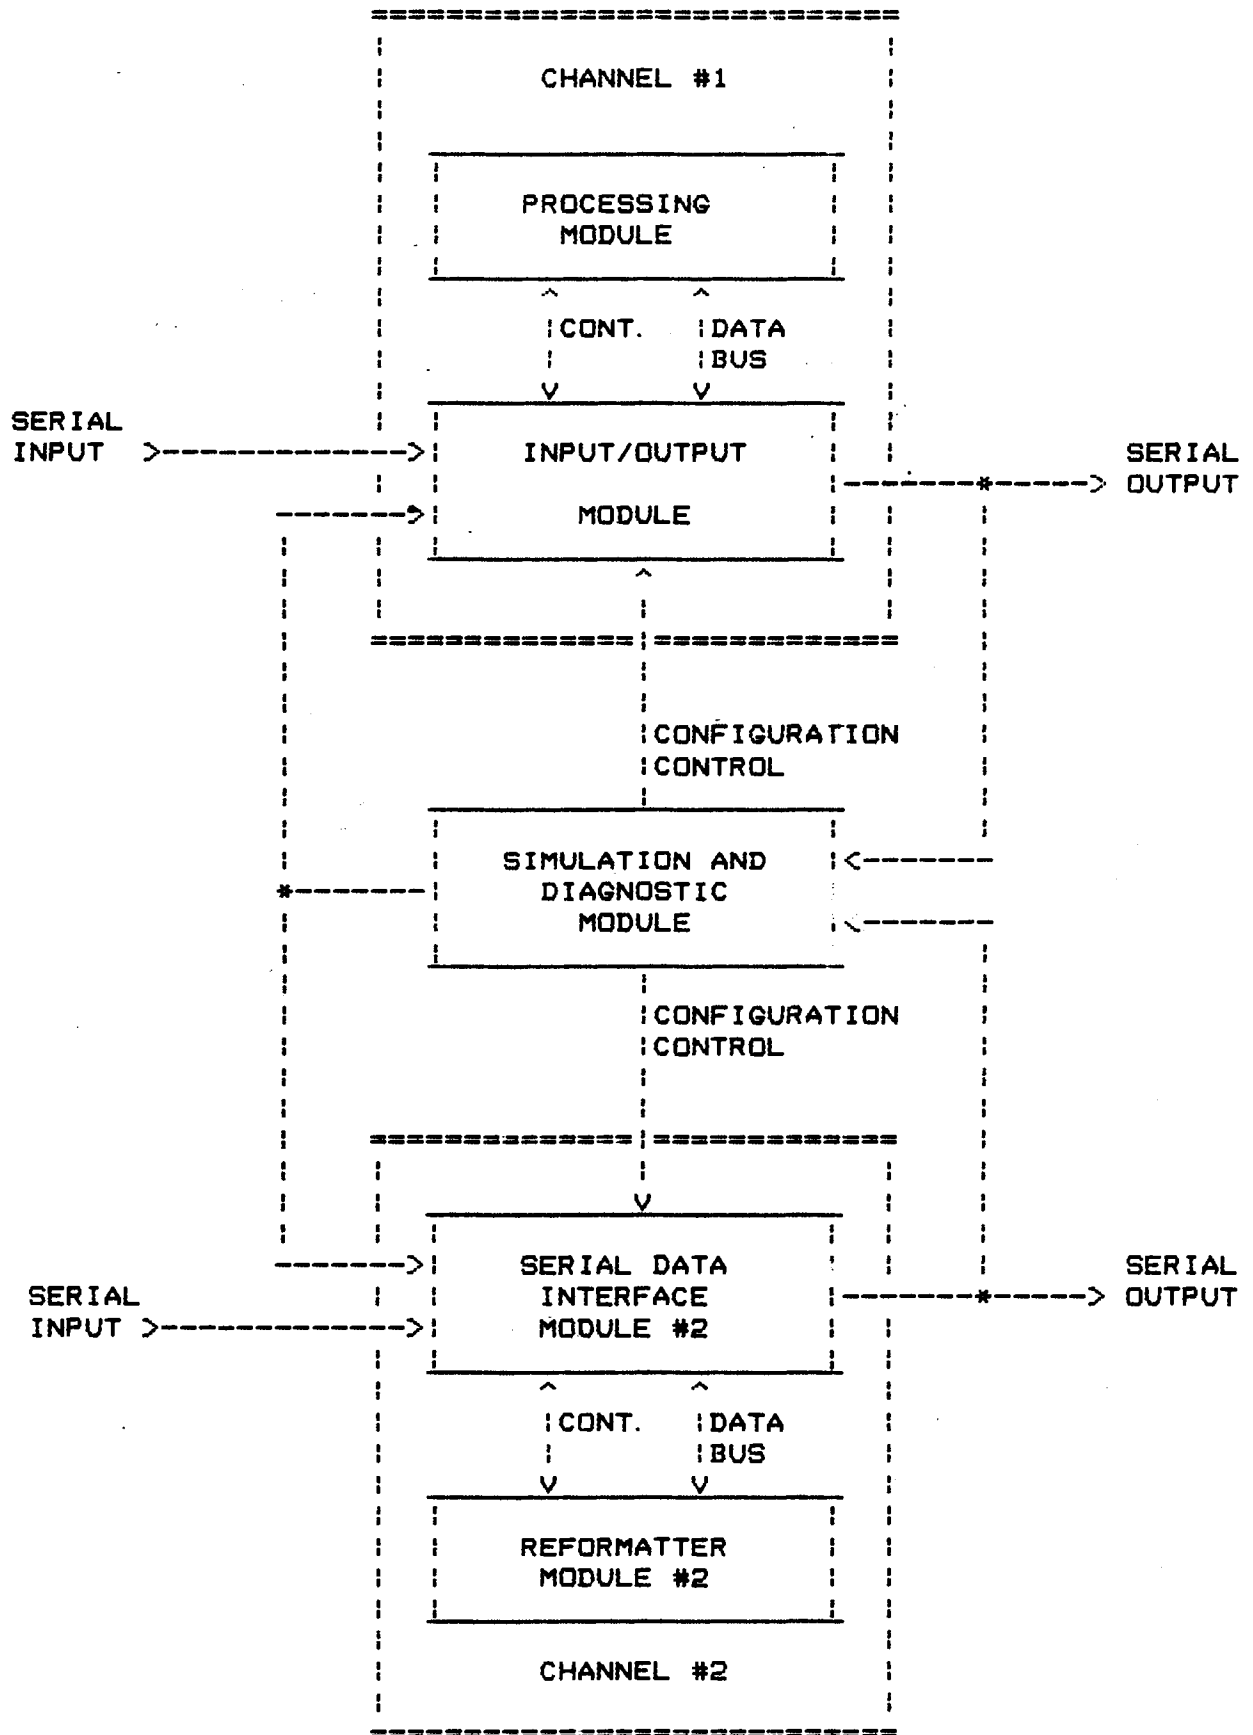 CHANNEL #1
PROCESSING
MODULE
CONT.
DATA
BUS
SERIAL
INPUT
INPUT/OUTPUT
MODULE
SERIAL
OUTPUT
CONFIGURATION
CONTROL
SIMULATION AND
DIAGNOSTIC
MODULE
CONFIGURATION
CONTROL
SERIAL DATA
INTERFACE
MODULE #2
SERIAL
INPUT
SERIAL
OUTPUT
CONT.
DATA
BUS
REFORMATTER
MODULE #2
CHANNEL #2